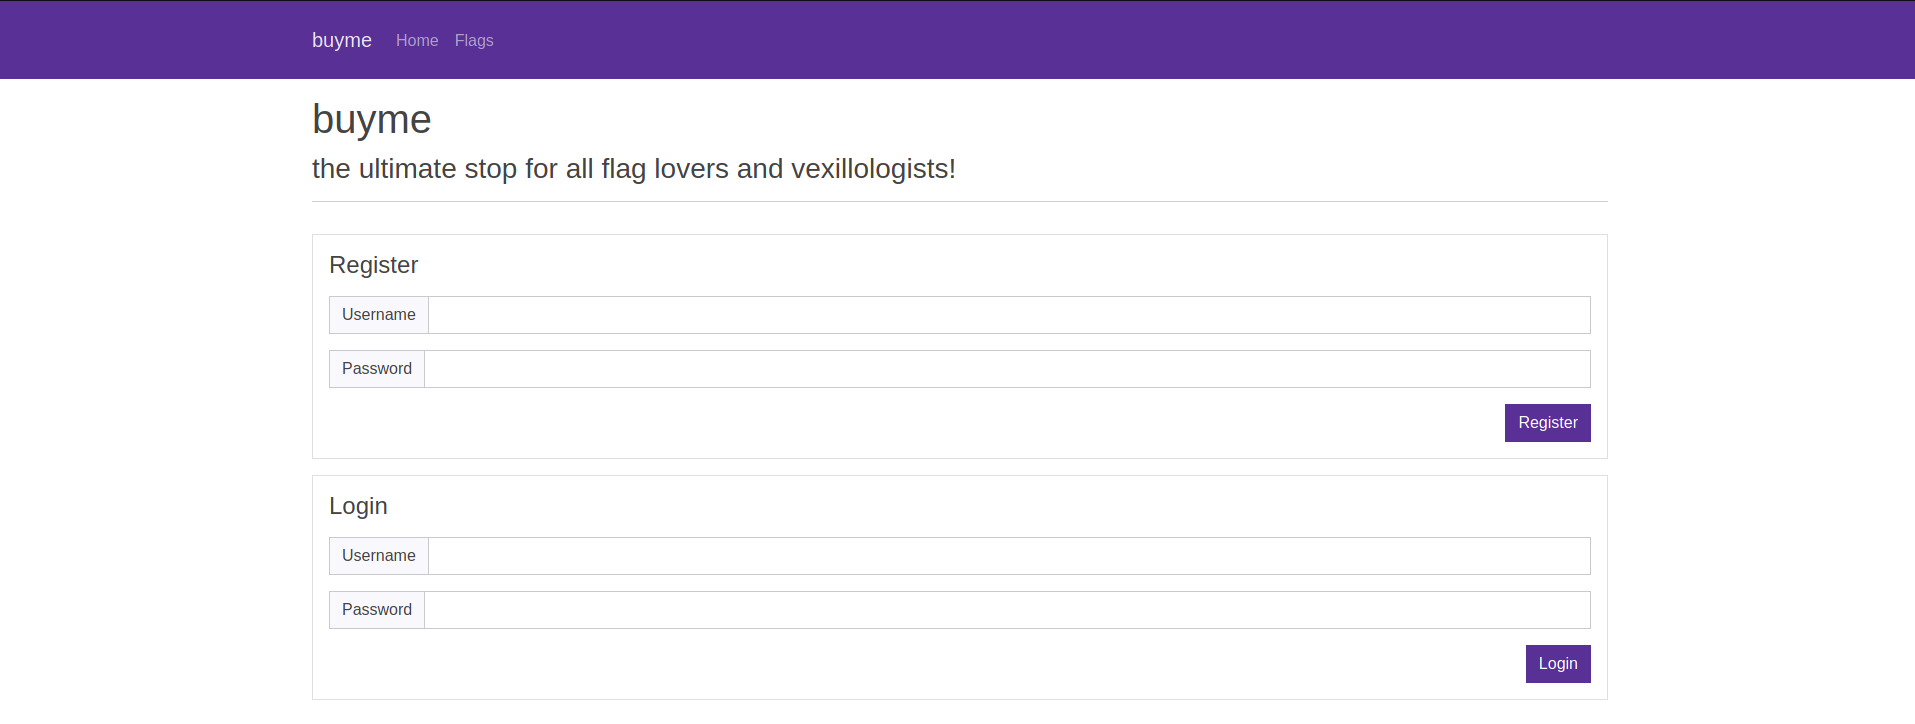 buyme Home Flags
buyme
the ultimate stop for all flag lovers and vexillologists!
Register
Username
Password
Register
Login
Username
Password
Login